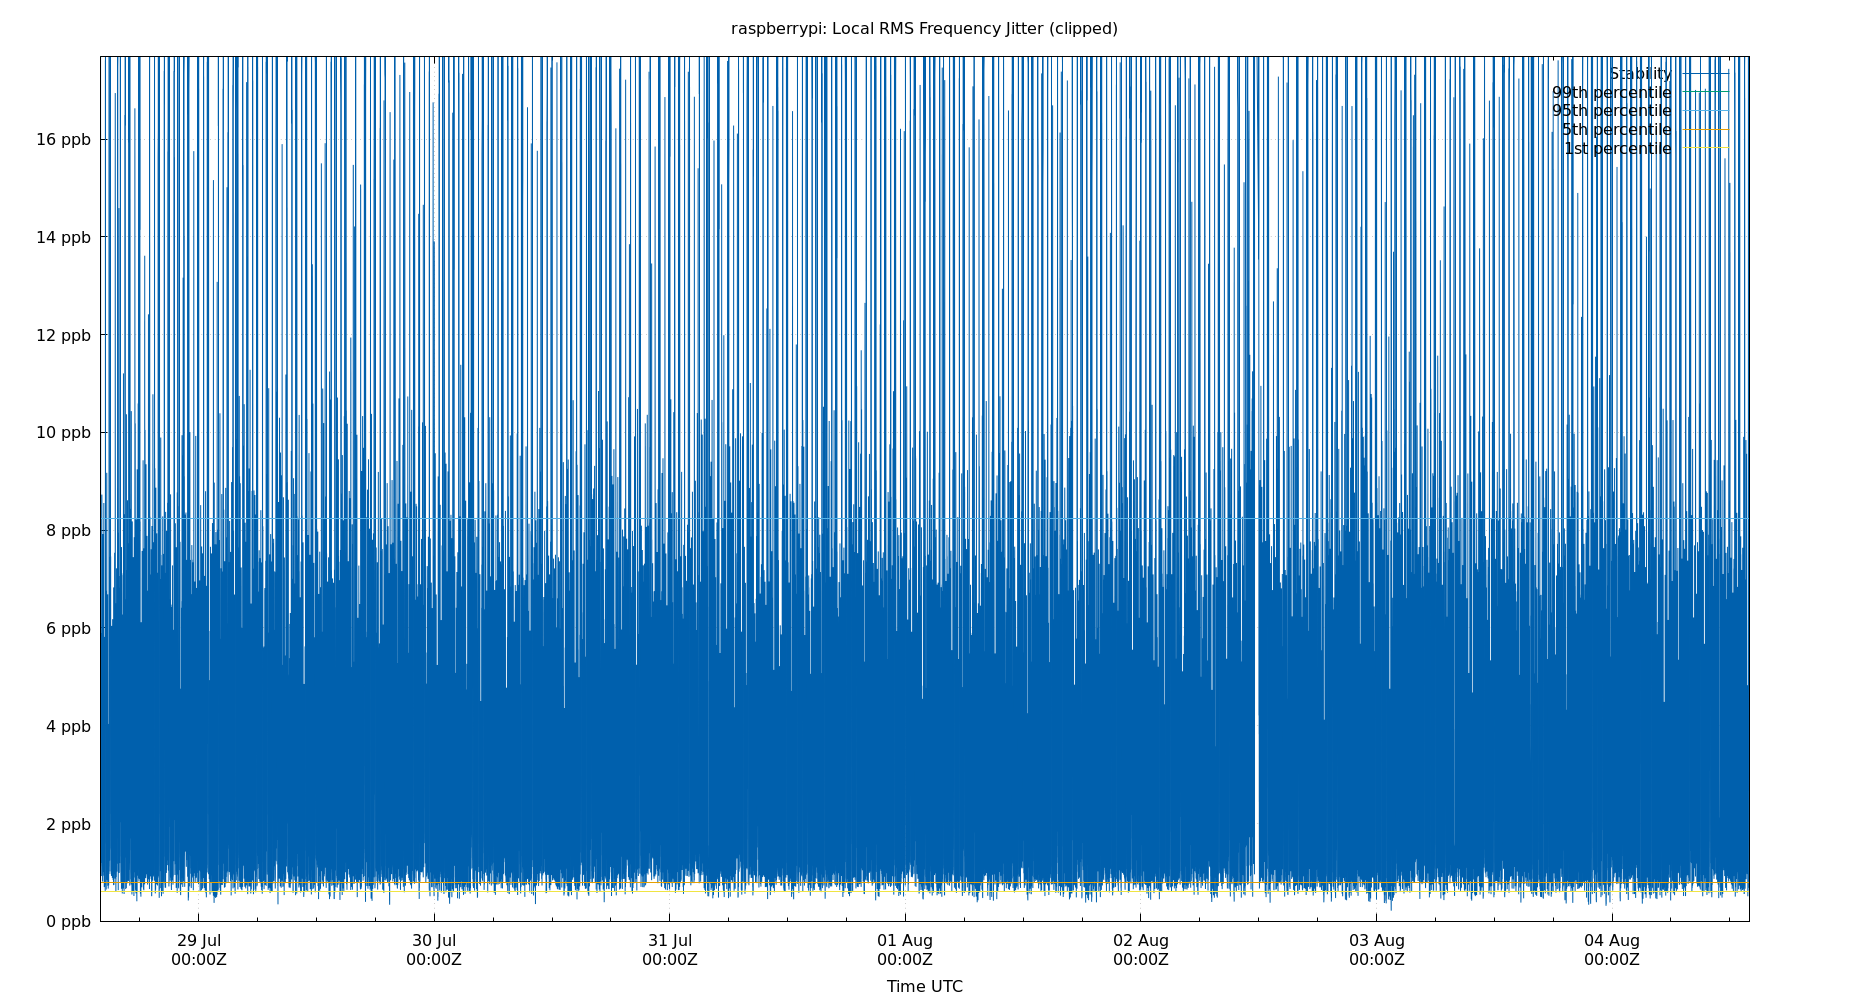 raspberrypi: Local RMS Frequency Jitter (clipped)
Stability
99th percentile
95th percentile
5th percentile
1st percentile
16 ppb
14 ppb
12 ppb
10 ppb
8 ppb
6 ppb
4 ppb
2 ppb
0 ppb
29 Jul 30 Jul 31 Jul 01 Aug 02 Aug 03 Aug 04 Aug
00:00Z 00:00Z 00:00Z 00:00Z 00:00Z 00:00Z 00:00Z
Time UTC